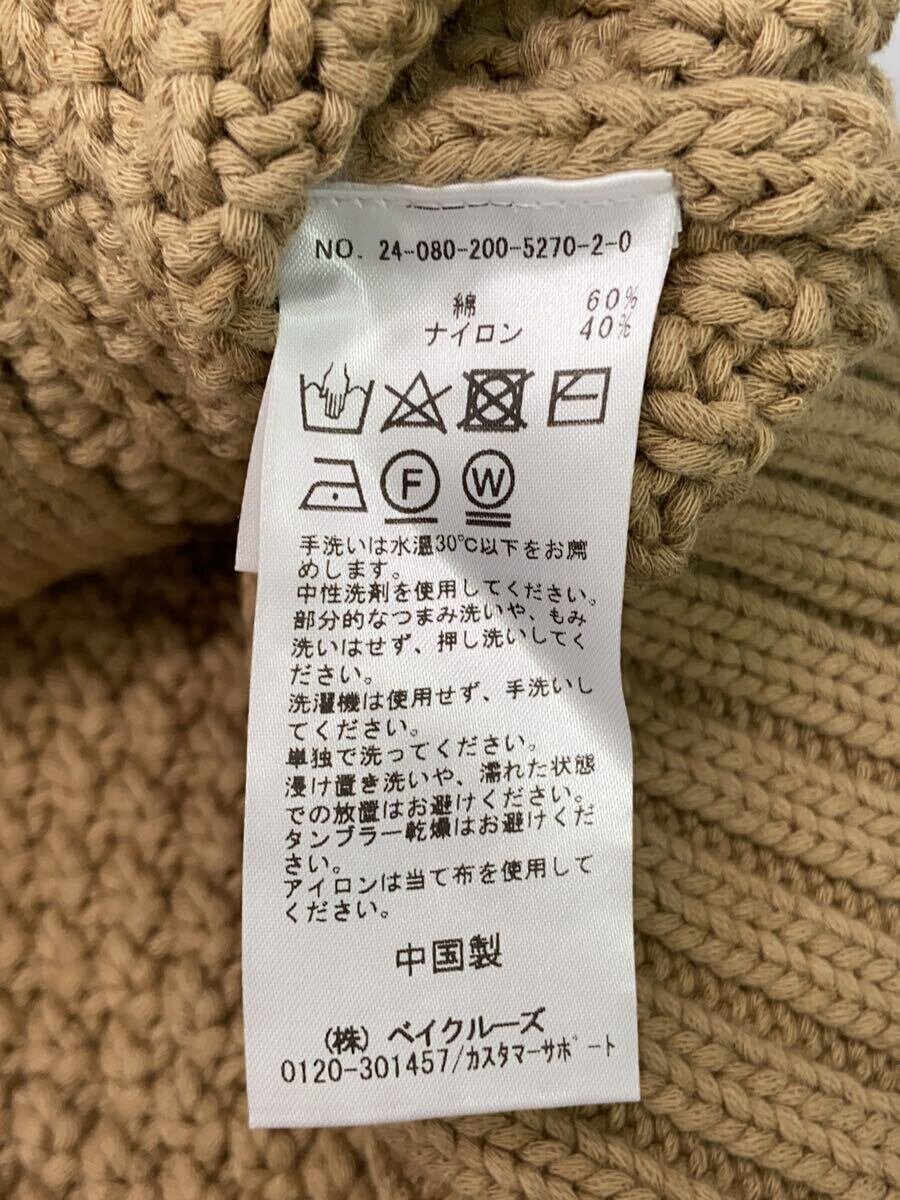 NO. 24-080-200-5270-2-0
綿 60%
ナイロン 40%
F W
手洗いは水温30℃以下をお薦
めします。
中性洗剤を使用してください。
部分的なつまみ洗いや、もみ
洗いはせず、押し洗いしてく
ださい。
洗濯機は使用せず、手洗いし
てください。
単独で洗ってください。
浸け置き洗いや、濡れた状態
での放置はお避けください。
タンブラー乾燥はお避けくだ
さい。
アイロンは当て布を使用して
ください。
中国製
(株) ベイクルーズ
0120-301457/カスタマーサポート